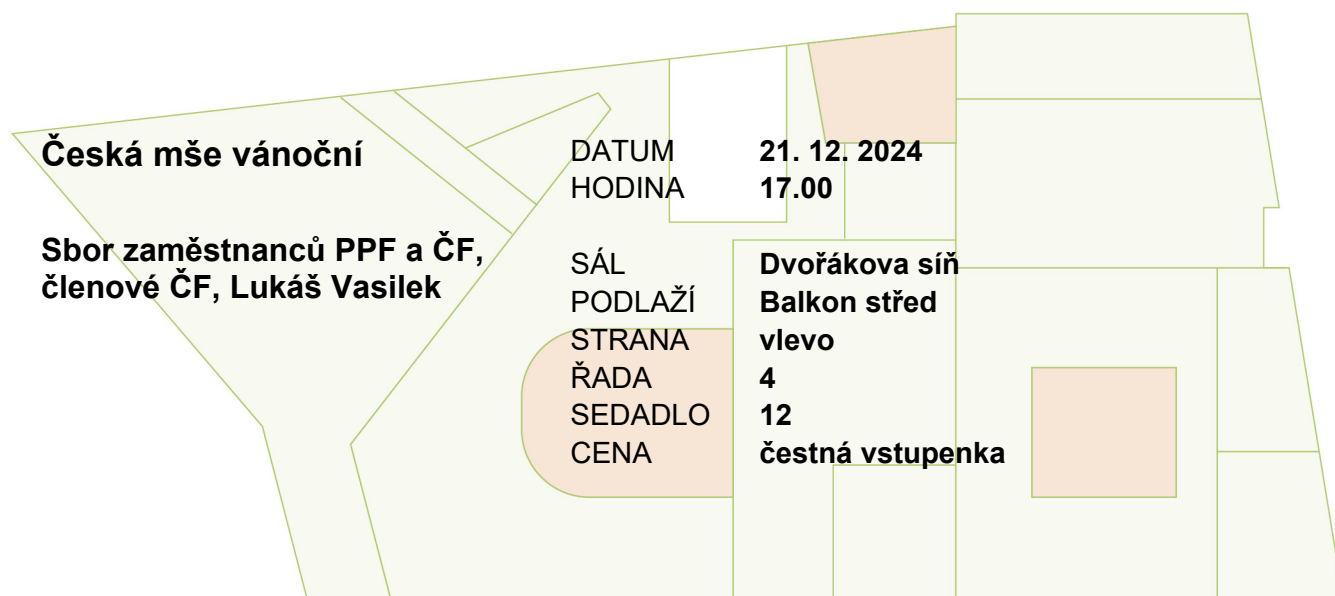 Česká mše vánoční
Sbor zaměstnanců PPF a ČF,
členové ČF, Lukáš Vasilek
DATUM 21. 12. 2024
HODINA 17.00
SÁL Dvořákova síň
PODLAŽÍ Balkon střed
STRANA vlevo
ŘADA 4
SEDADLO 12
CENA čestná vstupenka